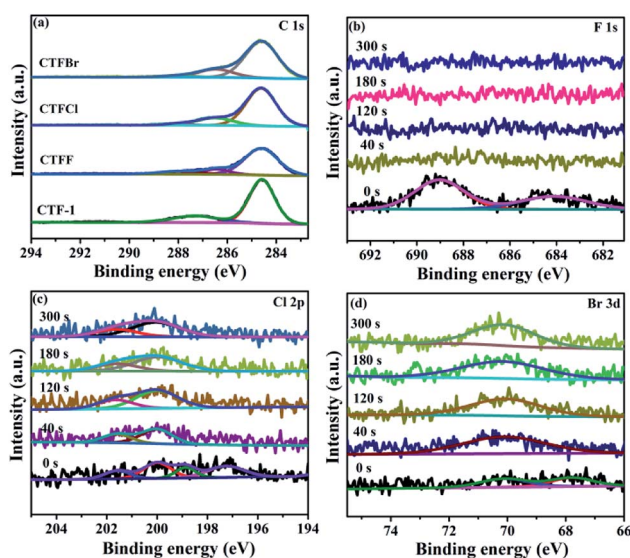 (a)
C 1s
CTFBr
CTFCl
CTFF
CTF-1
Intensity (a.u.)
294 292 290 288 286 284
Binding energy (eV)
(b)
F 1s
300 s
180 s
120 s
40 s
0 s
Intensity (a.u.)
692 690 688 686 684 682
Binding energy (eV)
(c)
Cl 2p
300 s
180 s
120 s
40 s
0 s
Intensity (a.u.)
204 202 200 198 196 194
Binding energy (eV)
(d)
Br 3d
300 s
180 s
120 s
40 s
0 s
Intensity (a.u.)
74 72 70 68 66
Binding energy (eV)